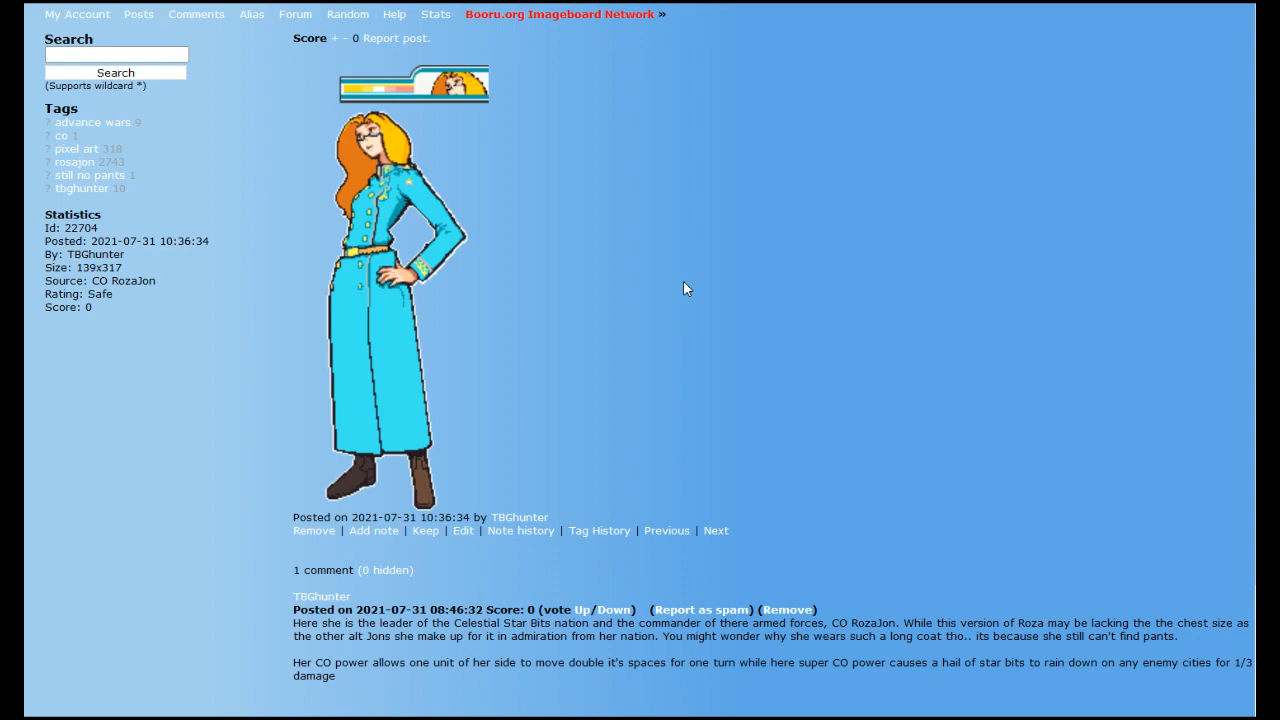 My Account Posts Comments Alias Forum Random Help Stats Booru.org Imageboard Network »
Search
Search
(Supports wildcard *)
Tags
? advance wars 9
? co 1
? pixel art 318
? rosajon 2743
? still no pants 1
? tbghunter 10
Statistics
Id: 22704
Posted: 2021-07-31 10:36:34
By: TBGhunter
Size: 139x317
Source: CO RozaJon
Rating: Safe
Score: 0
Score + - 0 Report post.
Posted on 2021-07-31 10:36:34 by TBGhunter
Remove | Add note | Keep | Edit | Note history | Tag History | Previous | Next
1 comment (0 hidden)
TBGhunter
Posted on 2021-07-31 08:46:32 Score: 0 (vote Up/Down) (Report as spam) (Remove)
Here she is the leader of the Celestial Star Bits nation and the commander of there armed forces, CO RozaJon. While this version of Roza may be lacking the the chest size as
the other alt Jons she make up for it in admiration from her nation. You might wonder why she wears such a long coat tho.. its because she still can't find pants.
Her CO power allows one unit of her side to move double it's spaces for one turn while here super CO power causes a hail of star bits to rain down on any enemy cities for 1/3
damage